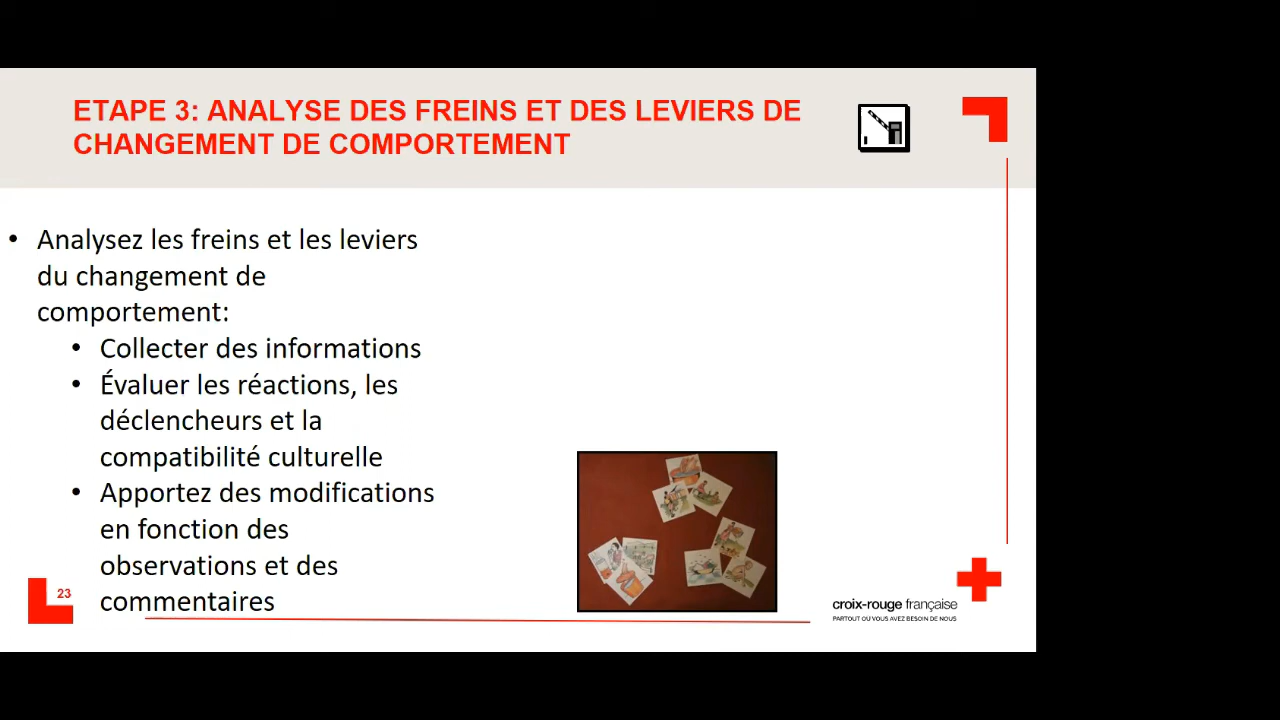 ETAPE 3: ANALYSE DES FREINS ET DES LEVIERS DE
CHANGEMENT DE COMPORTEMENT
• Analysez les freins et les leviers
du changement de
comportement:
• Collecter des informations
• Évaluer les réactions, les
déclencheurs et la
compatibilité culturelle
• Apportez des modifications
en fonction des
observations et des
commentaires
23
croix-rouge française
PARTOUT OÙ VOUS AVEZ BESOIN DE NOUS